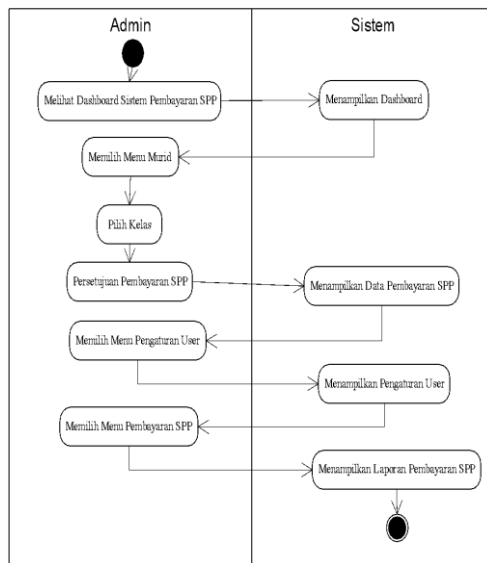 Admin
Sistem
Melihat Dashboard Sistem Pembayaran SPP
Menampilkan Dashboard
Memilih Menu Murid
Pilih Kelas
Persetujuan Pembayaran SPP
Menampilkan Data Pembayaran SPP
Memilih Menu Pengaturan User
Menampilkan Pengaturan User
Memilih Menu Pembayaran SPP
Menampilkan Laporan Pembayaran SPP